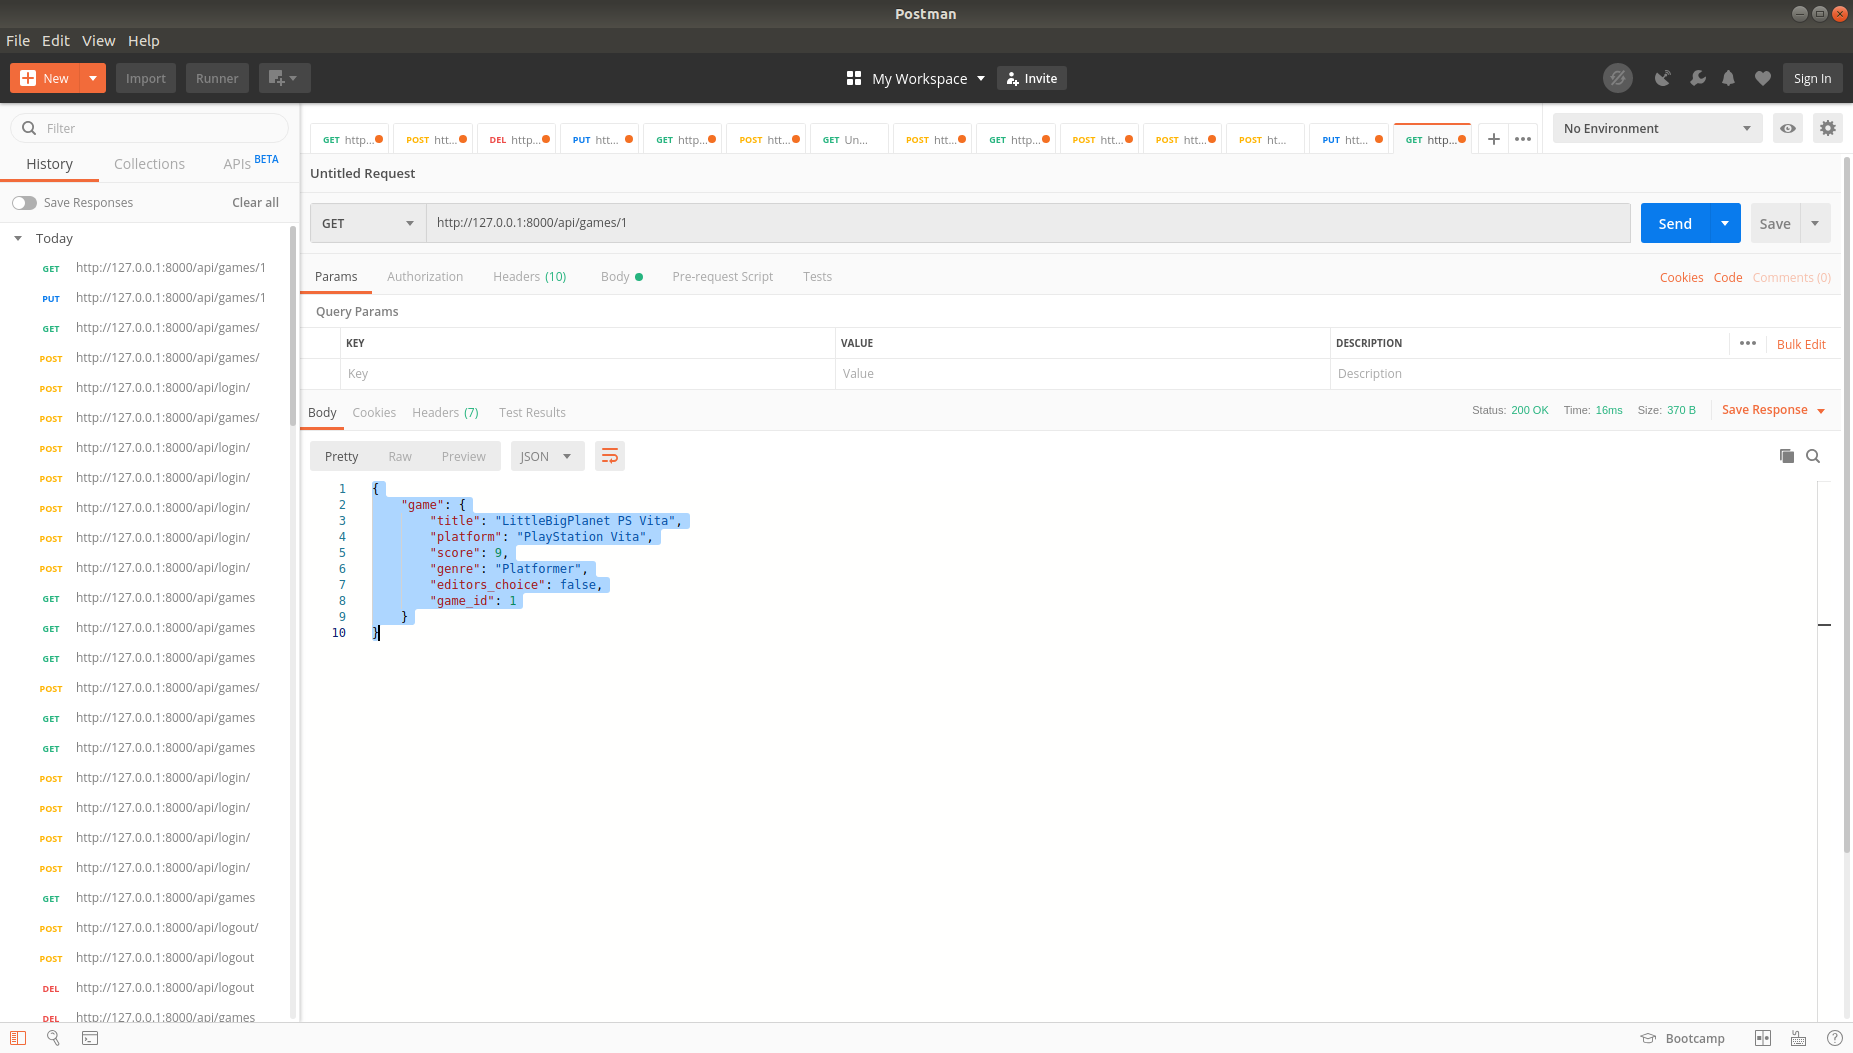 Postman
File Edit View Help
New Import Runner My Workspace Invite Sign In
Filter
History Collections APIs BETA
Save Responses Clear all
Today
GET http://127.0.0.1:8000/api/games/1
PUT http://127.0.0.1:8000/api/games/1
GET http://127.0.0.1:8000/api/games/
POST http://127.0.0.1:8000/api/games/
POST http://127.0.0.1:8000/api/login/
POST http://127.0.0.1:8000/api/games/
POST http://127.0.0.1:8000/api/login/
POST http://127.0.0.1:8000/api/login/
POST http://127.0.0.1:8000/api/login/
POST http://127.0.0.1:8000/api/login/
POST http://127.0.0.1:8000/api/login/
GET http://127.0.0.1:8000/api/games
GET http://127.0.0.1:8000/api/games
GET http://127.0.0.1:8000/api/games
POST http://127.0.0.1:8000/api/games/
GET http://127.0.0.1:8000/api/games
GET http://127.0.0.1:8000/api/games
POST http://127.0.0.1:8000/api/login/
POST http://127.0.0.1:8000/api/login/
POST http://127.0.0.1:8000/api/login/
POST http://127.0.0.1:8000/api/login/
GET http://127.0.0.1:8000/api/games
POST http://127.0.0.1:8000/api/logout/
POST http://127.0.0.1:8000/api/logout
DEL http://127.0.0.1:8000/api/logout
DEL http://127.0.0.1:8000/api/games
GET http... POST htt... DEL http... PUT htt... GET http... POST htt... GET Un... POST htt... GET http... POST htt... POST htt... POST ht... PUT htt... GET http... + ••• No Environment
Untitled Request
GET http://127.0.0.1:8000/api/games/1 Send Save
Params Authorization Headers (10) Body Pre-request Script Tests Cookies Code Comments (0)
Query Params
KEY VALUE DESCRIPTION ••• Bulk Edit
Key Value Description
Body Cookies Headers (7) Test Results Status: 200 OK Time: 16ms Size: 370 B Save Response
Pretty Raw Preview JSON
1 {
2 "game": {
3 "title": "LittleBigPlanet PS Vita",
4 "platform": "PlayStation Vita",
5 "score": 9,
6 "genre": "Platformer",
7 "editors_choice": false,
8 "game_id": 1
9 }
10 }
Bootcamp